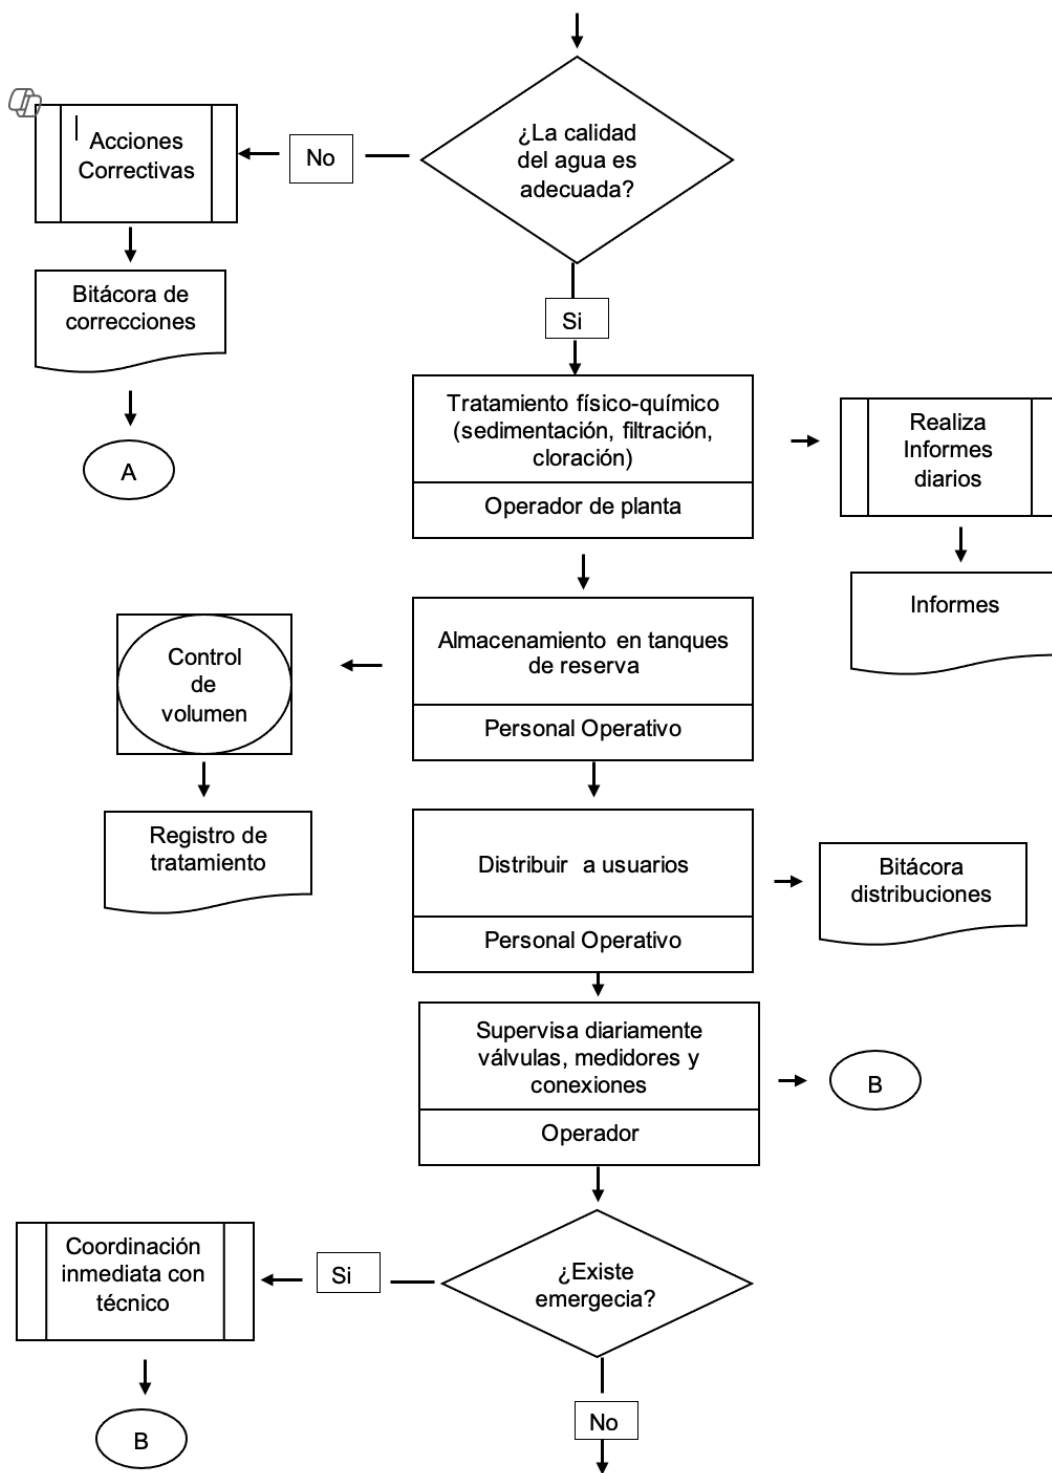 ¿La calidad
del agua es
adecuada?
No
Acciones
Correctivas
Bitácora de
correcciones
A
Si
Tratamiento físico-químico
(sedimentación, filtración,
cloración)
Operador de planta
Realiza
Informes
diarios
Informes
Almacenamiento en tanques
de reserva
Personal Operativo
Control
de
volumen
Registro de
tratamiento
Distribuir a usuarios
Personal Operativo
Bitácora
distribuciones
Supervisa diariamente
válvulas, medidores y
conexiones
Operador
B
¿Existe
emergecia?
Si
Coordinación
inmediata con
técnico
B
No